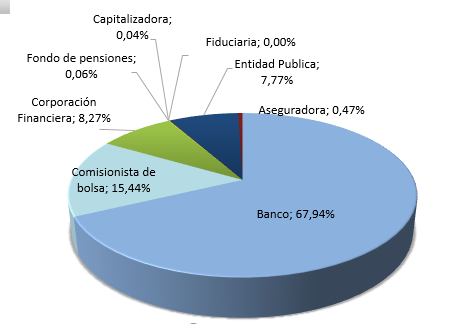 Capitalizadora;
0,04%
Fiduciaria; 0,00%
Fondo de pensiones;
0,06%
Entidad Publica;
7,77%
Corporación
Financiera; 8,27%
Aseguradora; 0,47%
Comisionista de
bolsa; 15,44%
Banco; 67,94%